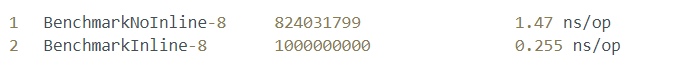 1 BenchmarkNoInline-8 824031799 1.47 ns/op
2 BenchmarkInline-8 1000000000 0.255 ns/op